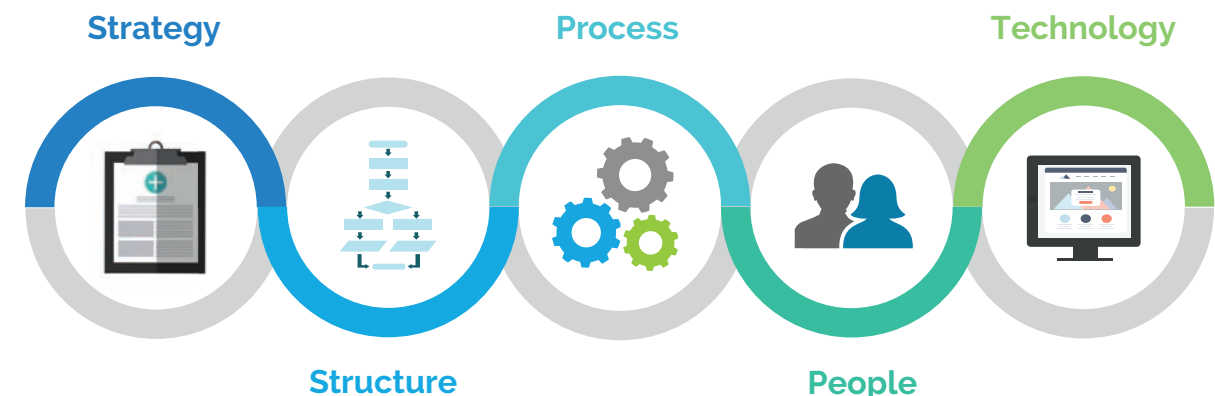 Strategy
Structure
Process
People
Technology